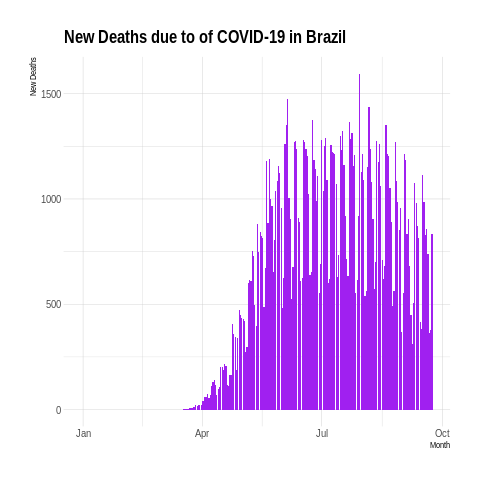 New Deaths due to of COVID-19 in Brazil
New Deaths
1500
1000
500
0
Jan Apr Jul Oct
Month